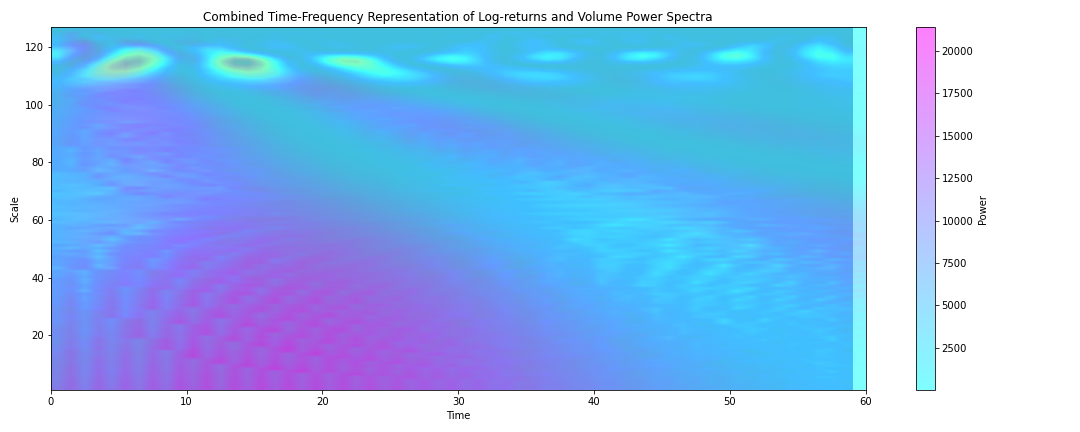 Combined Time-Frequency Representation of Log-returns and Volume Power Spectra
120
100
80
60
40
20
Scale
0 10 20 30 40 50 60
Time
20000
17500
15000
12500
10000
7500
5000
2500
Power